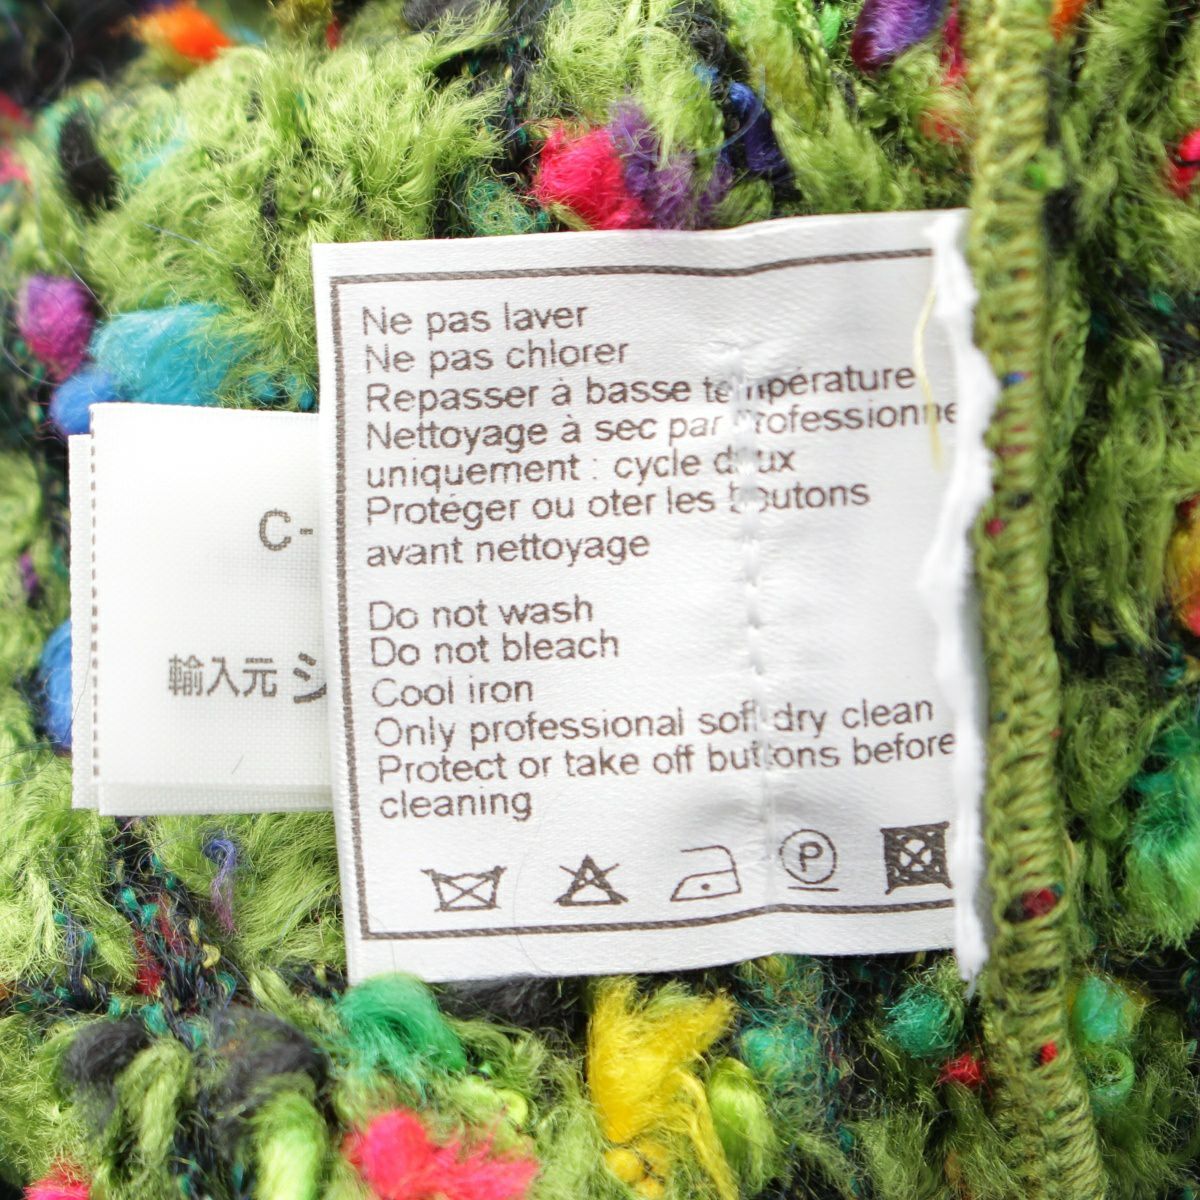 Ne pas laver
Ne pas chlorer
Repasser à basse température
Nettoyage à sec par
uniquement : cycle doux
Protéger ou oter les boutons
avant nettoyage
Do not wash
Do not bleach
Cool iron
Only professional soft dry clean
Protect or take off buttons before
cleaning
P
C-
輸入元 シ